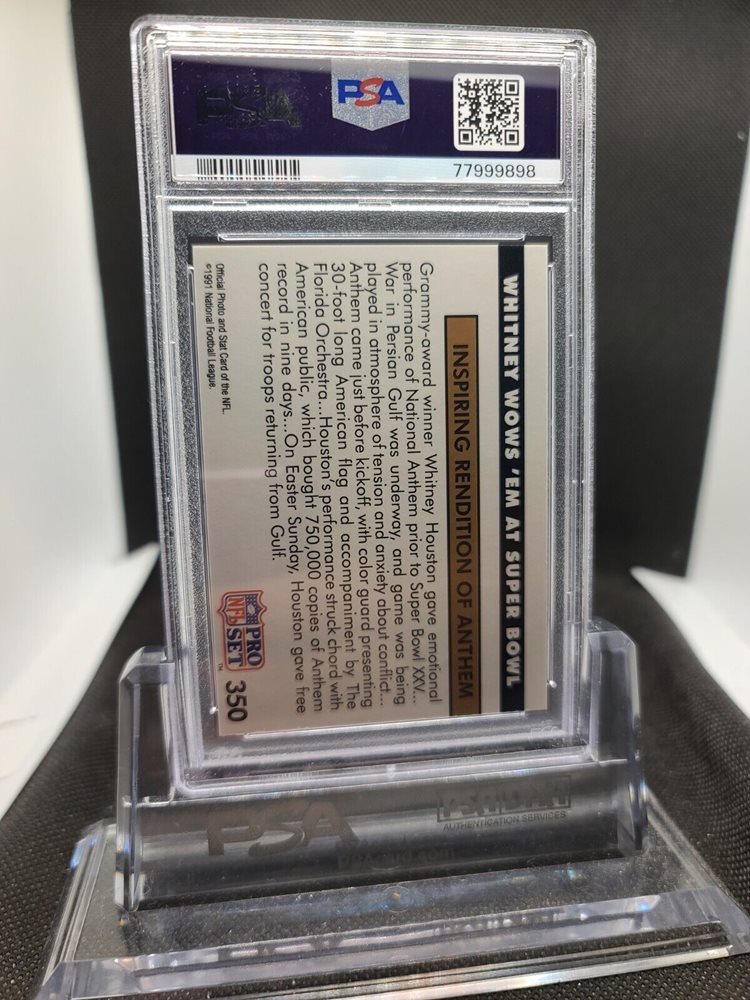 PSA
77999898
WHITNEY WOWS 'EM AT SUPER BOWL
INSPIRING RENDITION OF ANTHEM
Grammy-award winner Whitney Houston gave emotional
performance of National Anthem prior to Super Bowl XXV...
War in Persian Gulf was underway, and game was being
played in atmosphere of tension and anxiety about conflict...
Anthem came just before kickoff, with color guard presenting
30-foot long American flag and accompaniment by The
Florida Orchestra...Houston's performance struck chord with
American public, which bought 750,000 copies of Anthem
record in nine days...On Easter Sunday, Houston gave free
concert for troops returning from Gulf.
Official Photo and Stat Card of the NFL.
©1991 National Football League.
PRO
NFL SET
TM
350
PSA
PSA/DNA
AUTHENTICATION SERVICES